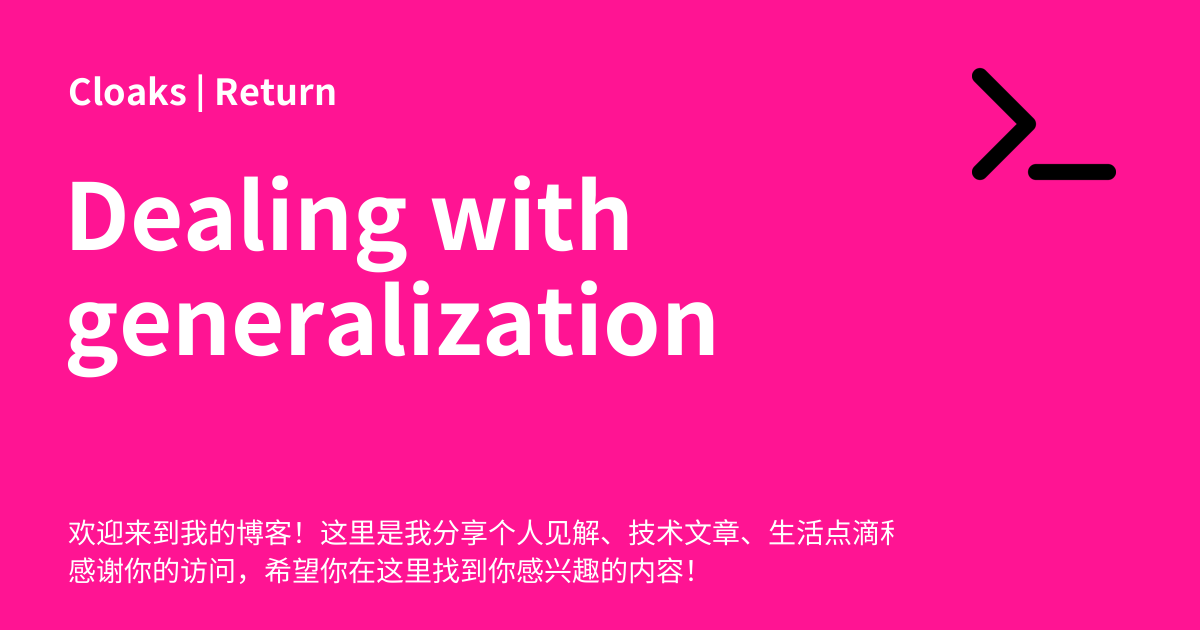 Cloaks | Return
Dealing with
generalization
欢迎来到我的博客！这里是我分享个人见解、技术文章、生活点滴
感谢你的访问，希望你在这里找到你感兴趣的内容！